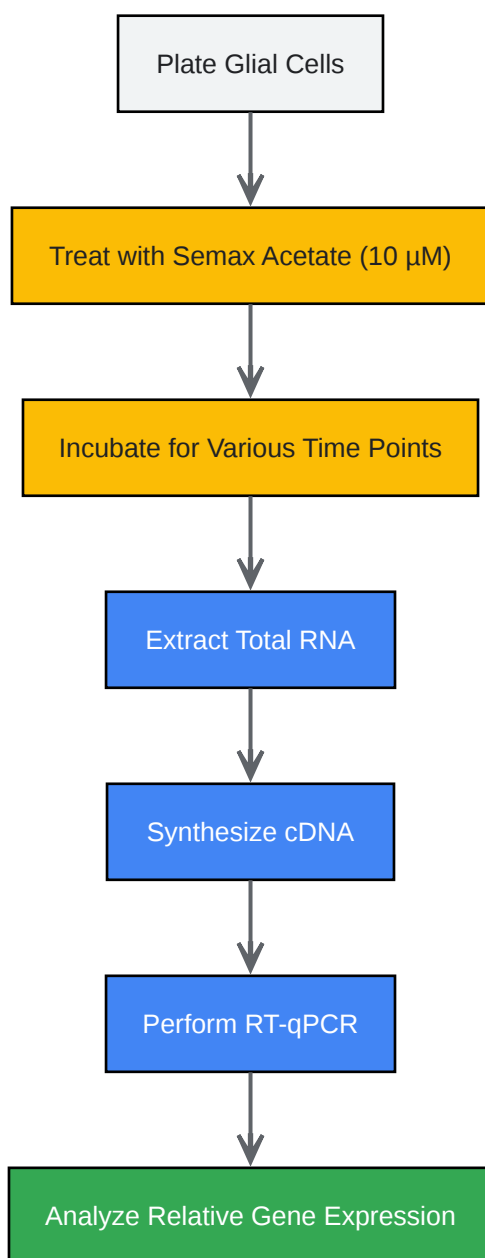 Plate Glial Cells
Treat with Semax Acetate (10 µM)
Incubate for Various Time Points
Extract Total RNA
Synthesize cDNA
Perform RT-qPCR
Analyze Relative Gene Expression